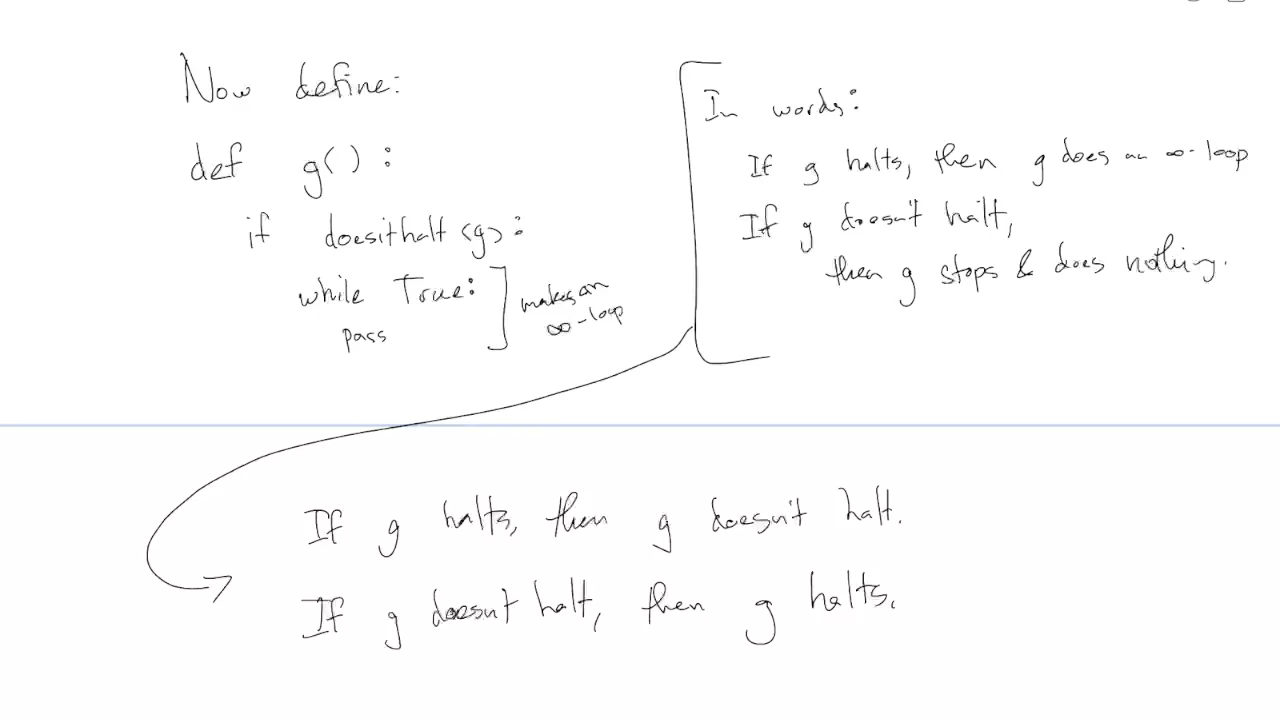 Now define:
def g():
if doesithalt(g):
while True:
pass
makes an
∞-loop
In words:
If g halts, then g does an ∞-loop
If g doesn't halt,
then g stops & does nothing.
If g halts, then g doesn't halt.
If g doesn't halt, then g halts.